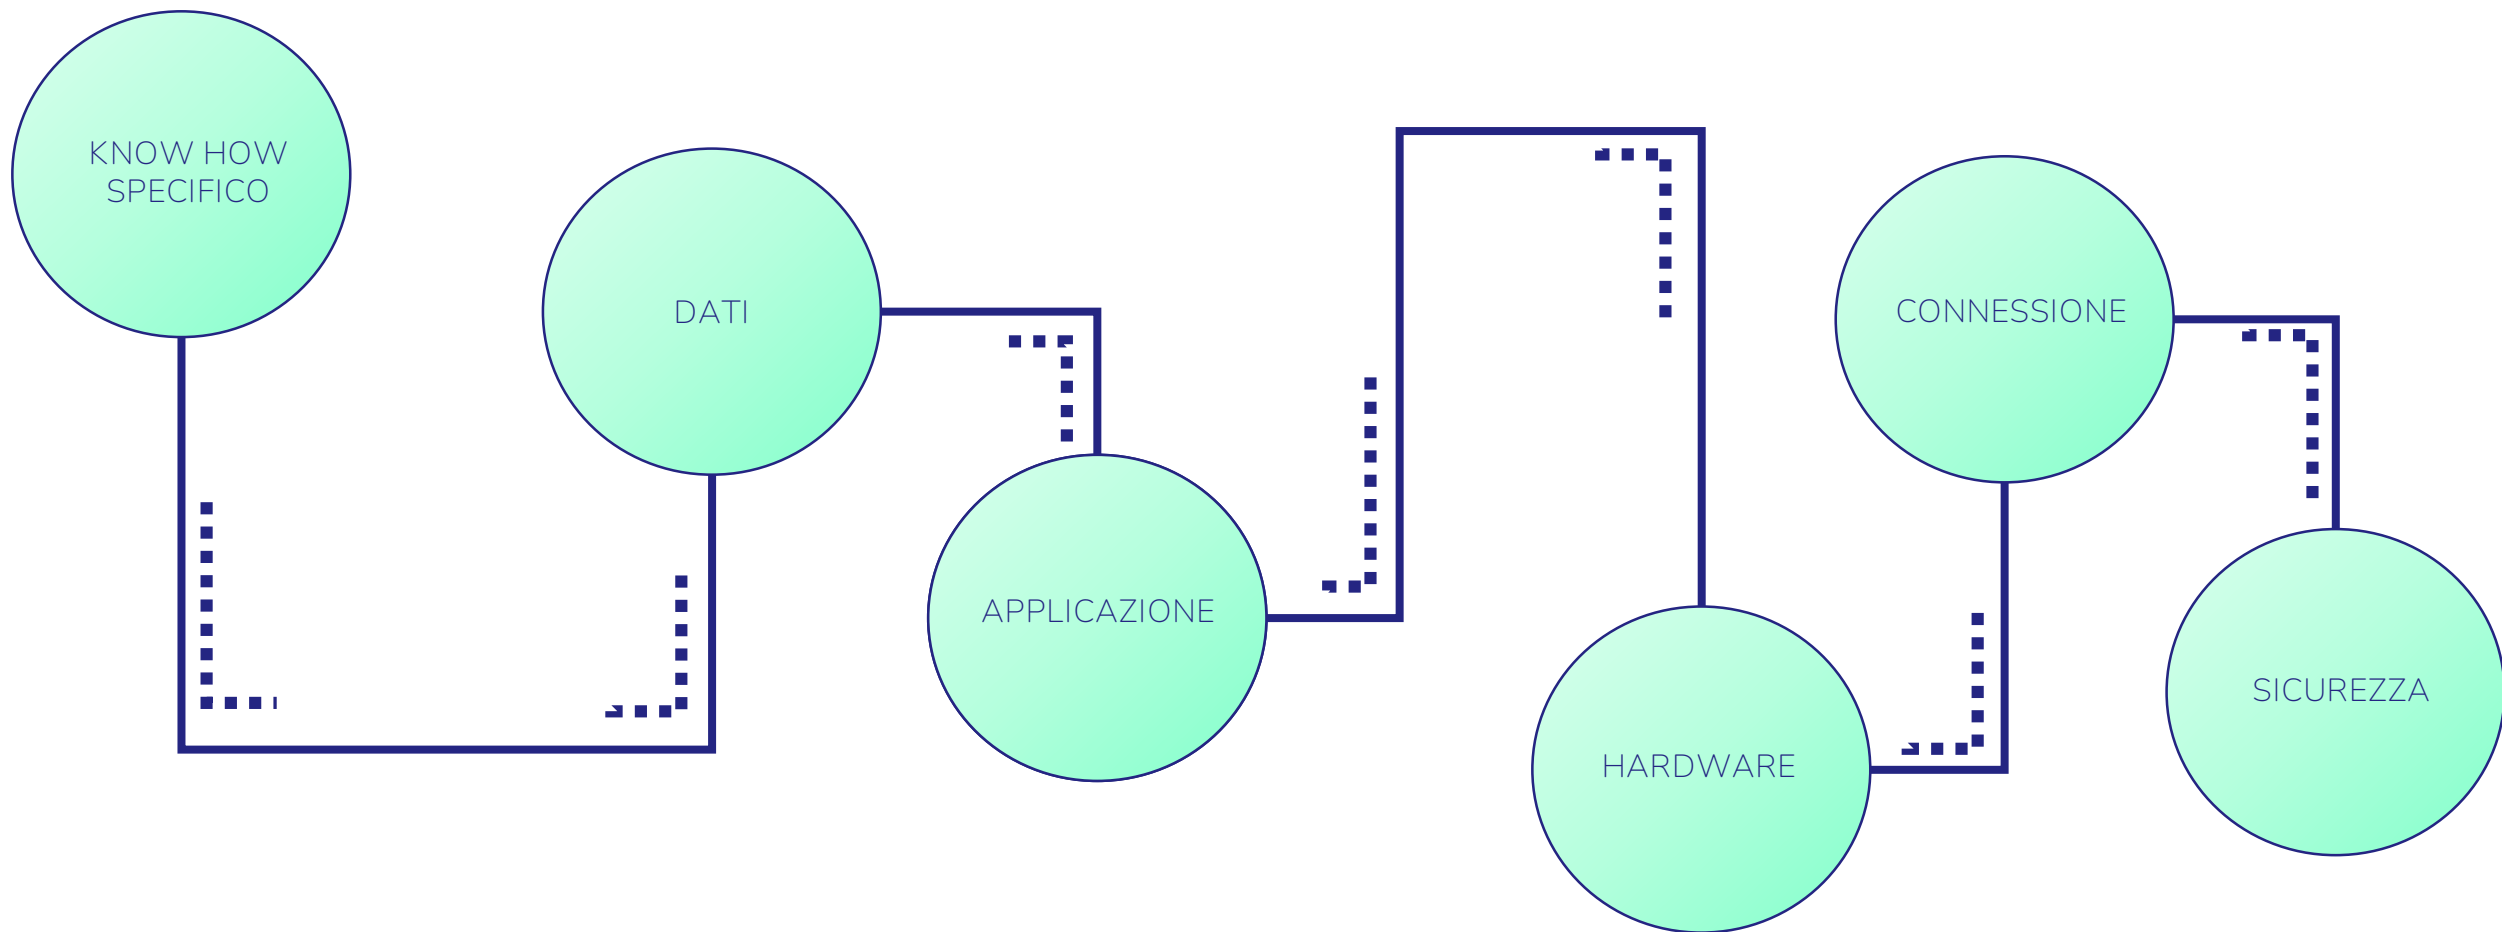 KNOW HOW
SPECIFICO
DATI
APPLICAZIONE
HARDWARE
CONNESSIONE
SICUREZZA